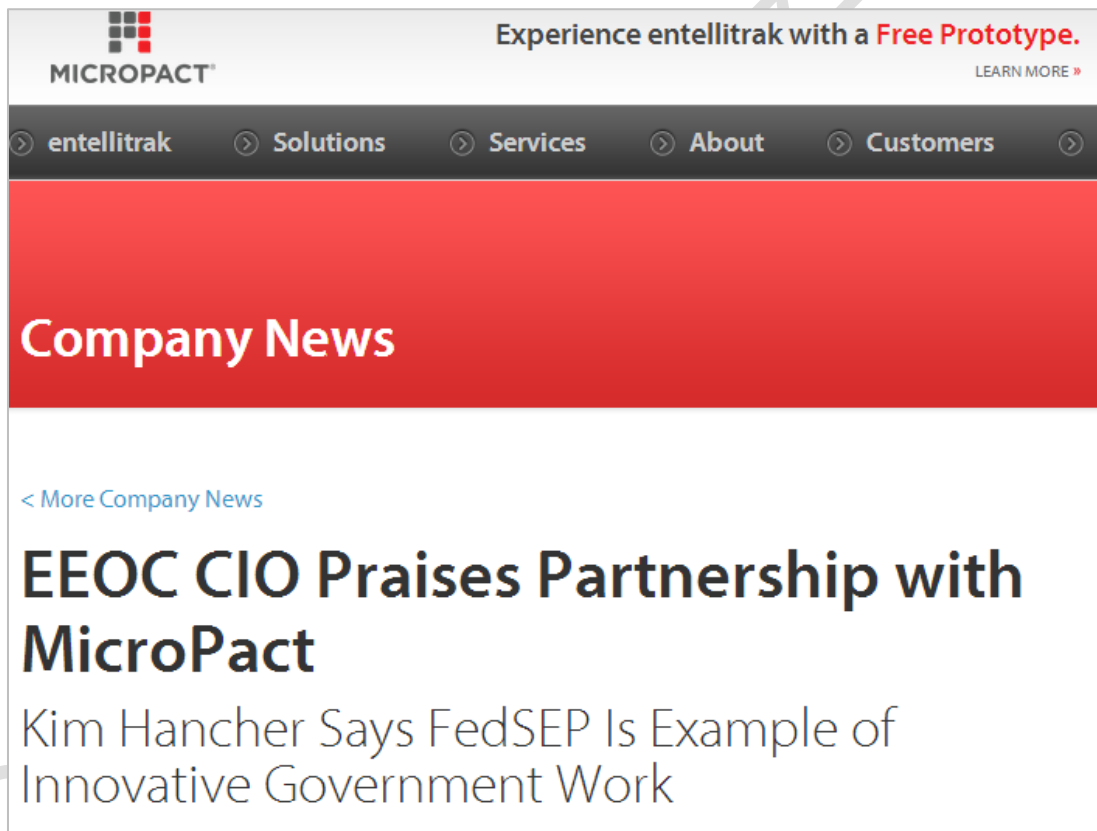 Experience entellitrak with a Free Prototype.
MICROPACT®
LEARN MORE »
entellitrak Solutions Services About Customers
Company News
< More Company News
EEOC CIO Praises Partnership with
MicroPact
Kim Hancher Says FedSEP Is Example of
Innovative Government Work